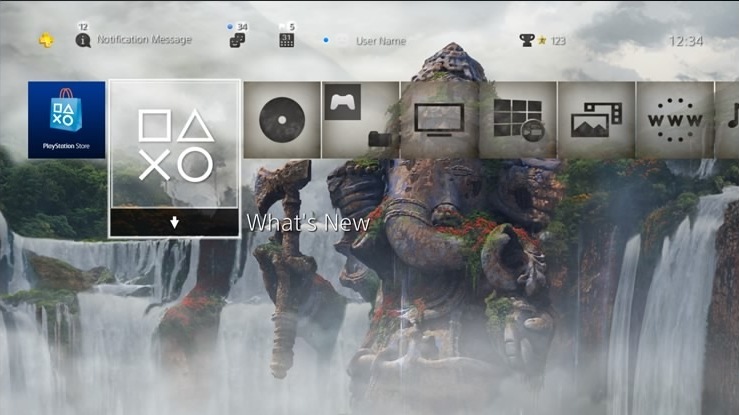 12
Notification Message
34
5
31
User Name
123
12:34
PlayStation Store
What's New
WWW